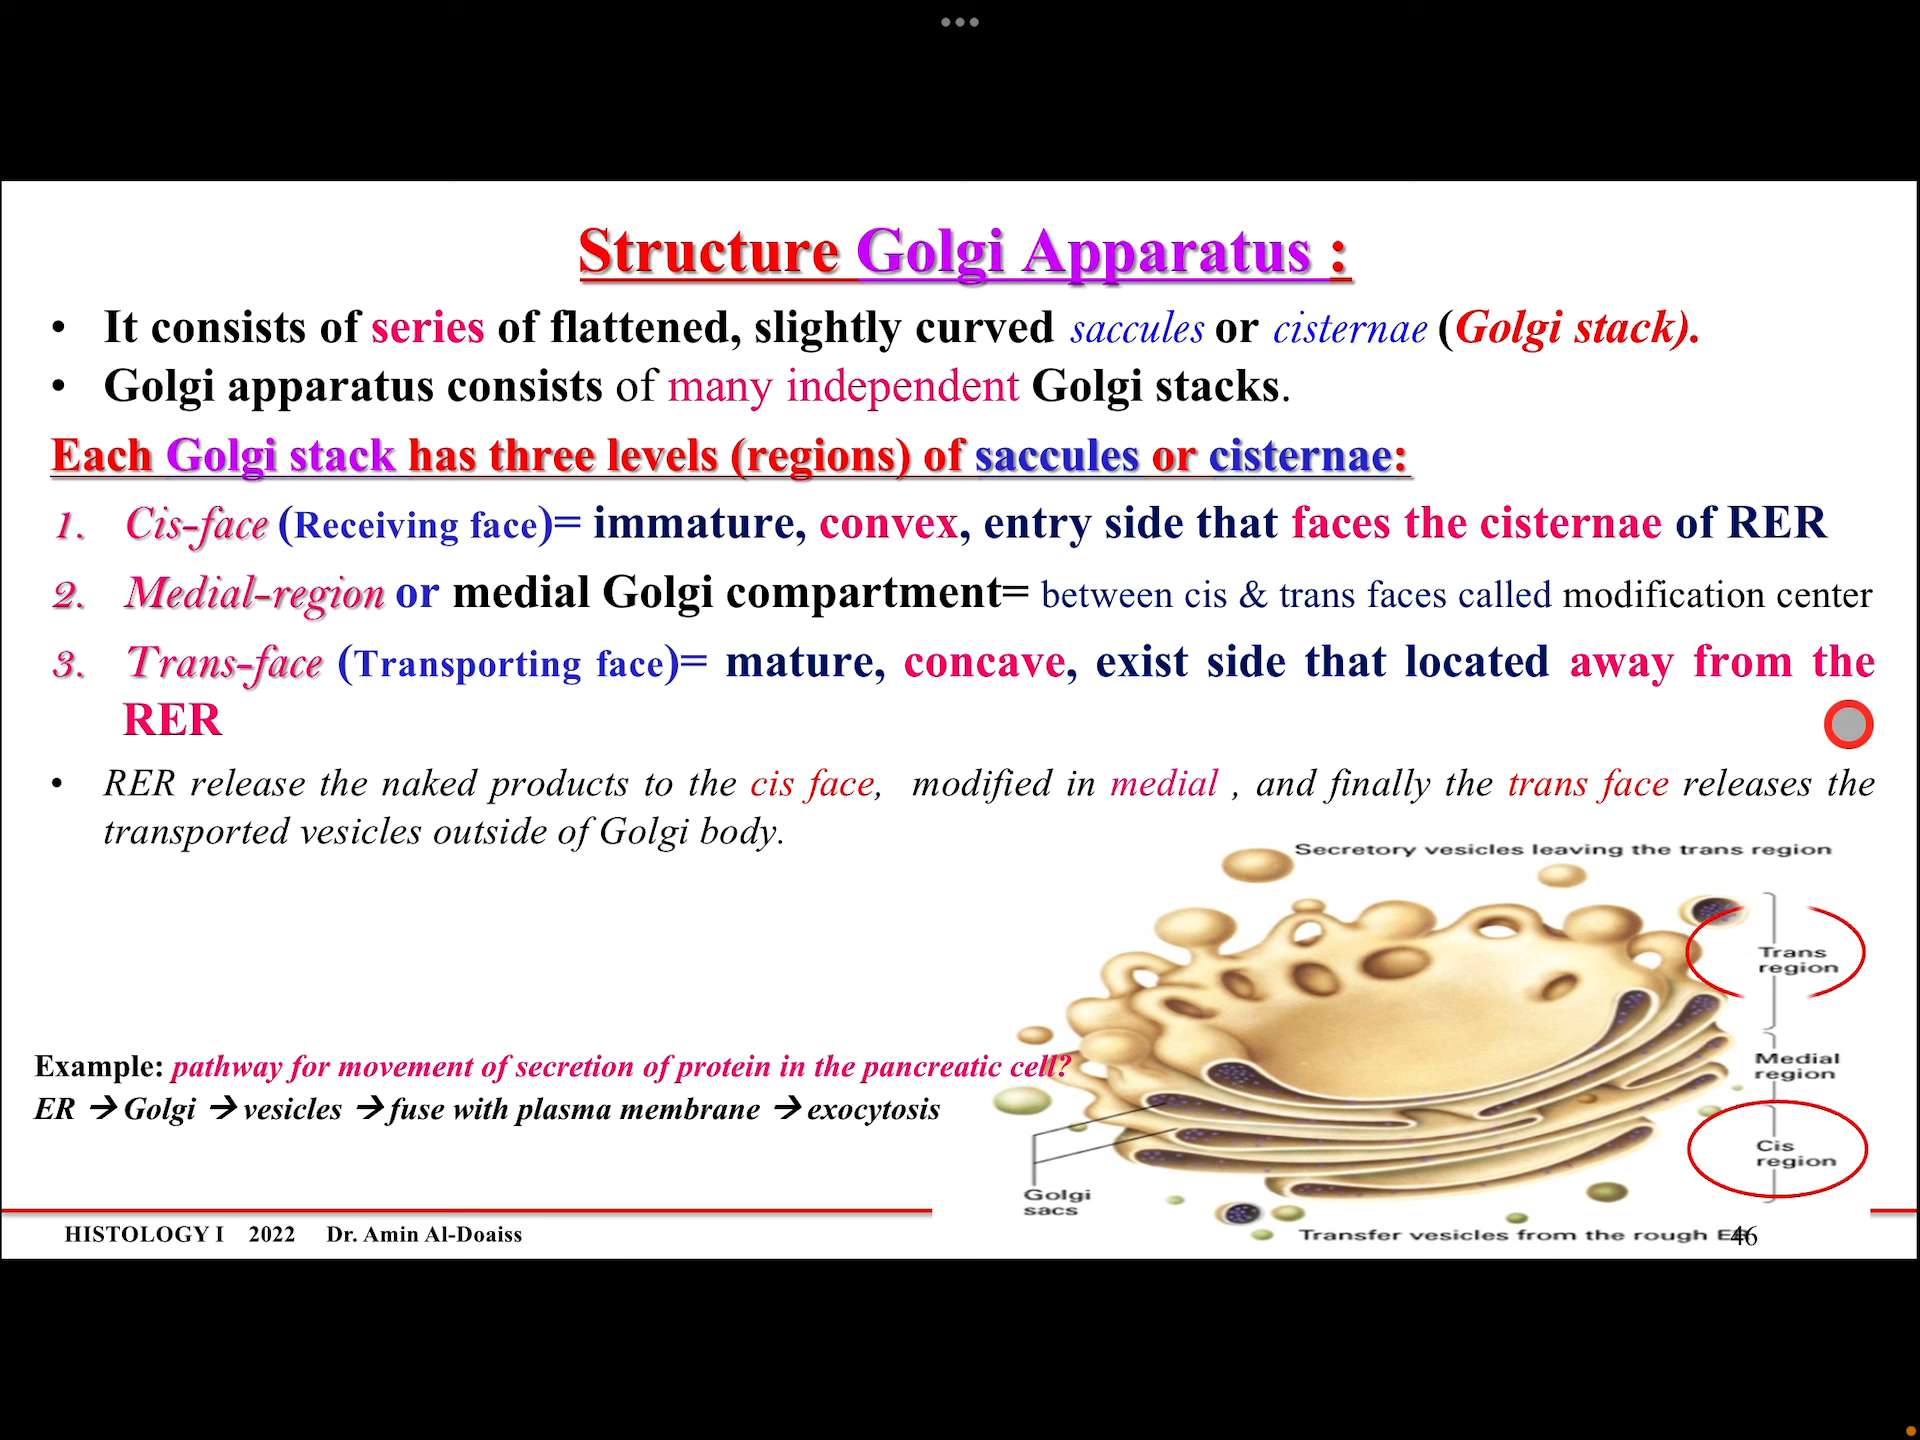 Structure Golgi Apparatus :
• It consists of series of flattened, slightly curved saccules or cisternae (Golgi stack).
• Golgi apparatus consists of many independent Golgi stacks.
Each Golgi stack has three levels (regions) of saccules or cisternae:
1. Cis-face (Receiving face)= immature, convex, entry side that faces the cisternae of RER
2. Medial-region or medial Golgi compartment= between cis & trans faces called modification center
3. Trans-face (Transporting face)= mature, concave, exist side that located away from the
RER
• RER release the naked products to the cis face, modified in medial , and finally the trans face releases the
transported vesicles outside of Golgi body.
Secretory vesicles leaving the trans region
Trans
region
Medial
region
Cis
region
Golgi
sacs
Transfer vesicles from the rough ER
Example: pathway for movement of secretion of protein in the pancreatic cell?
ER → Golgi → vesicles → fuse with plasma membrane → exocytosis
HISTOLOGY I 2022 Dr. Amin Al-Doaiss
46